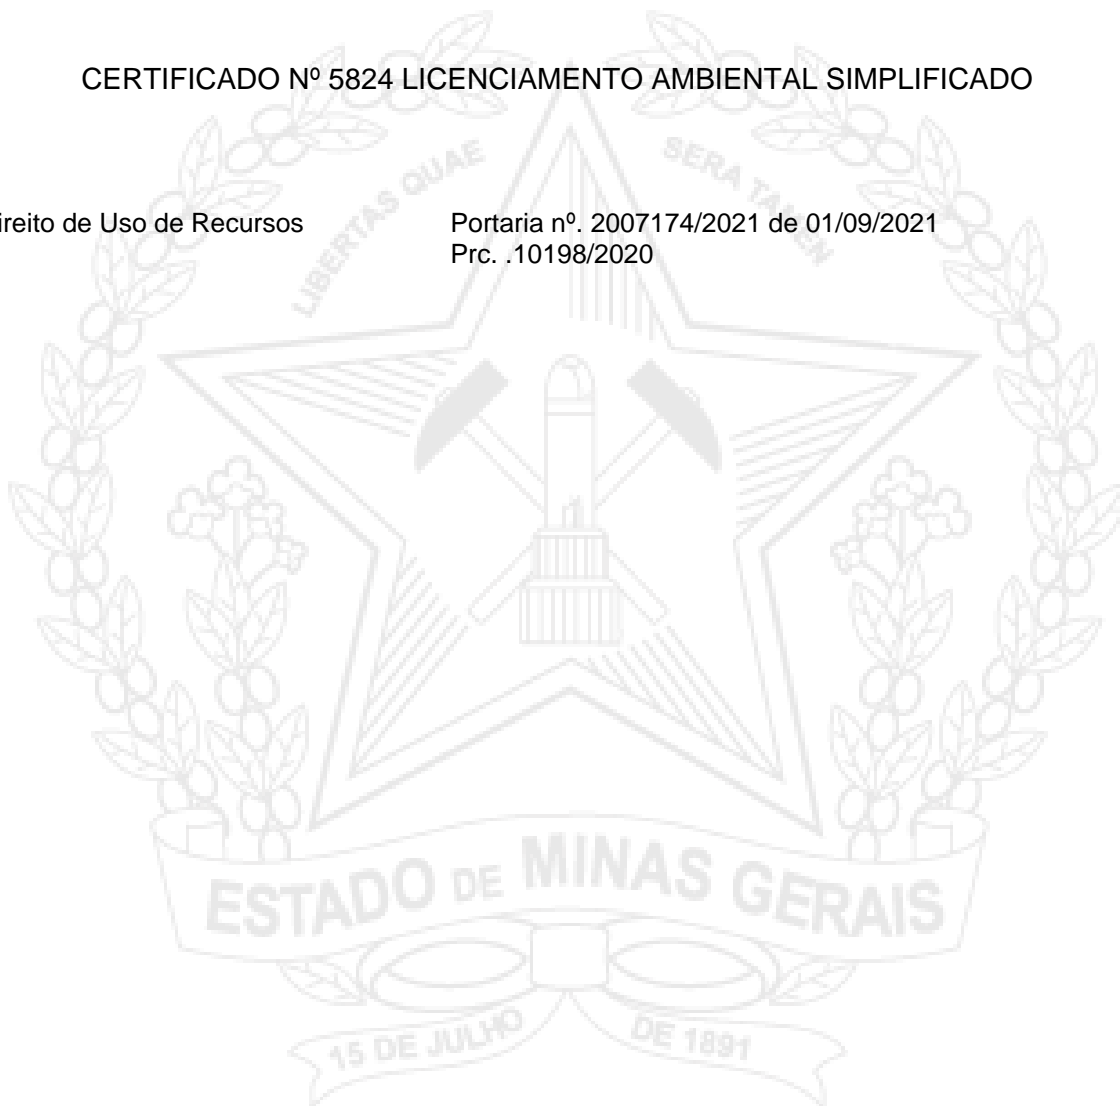 CERTIFICADO Nº 5824 LICENCIAMENTO AMBIENTAL SIMPLIFICADO
LIBERTAS QUAE SERA TAMEN
ireito de Uso de Recursos Portaria nº. 2007174/2021 de 01/09/2021
Prc. .10198/2020
ESTADO DE MINAS GERAIS
15 DE JULHO DE 1891